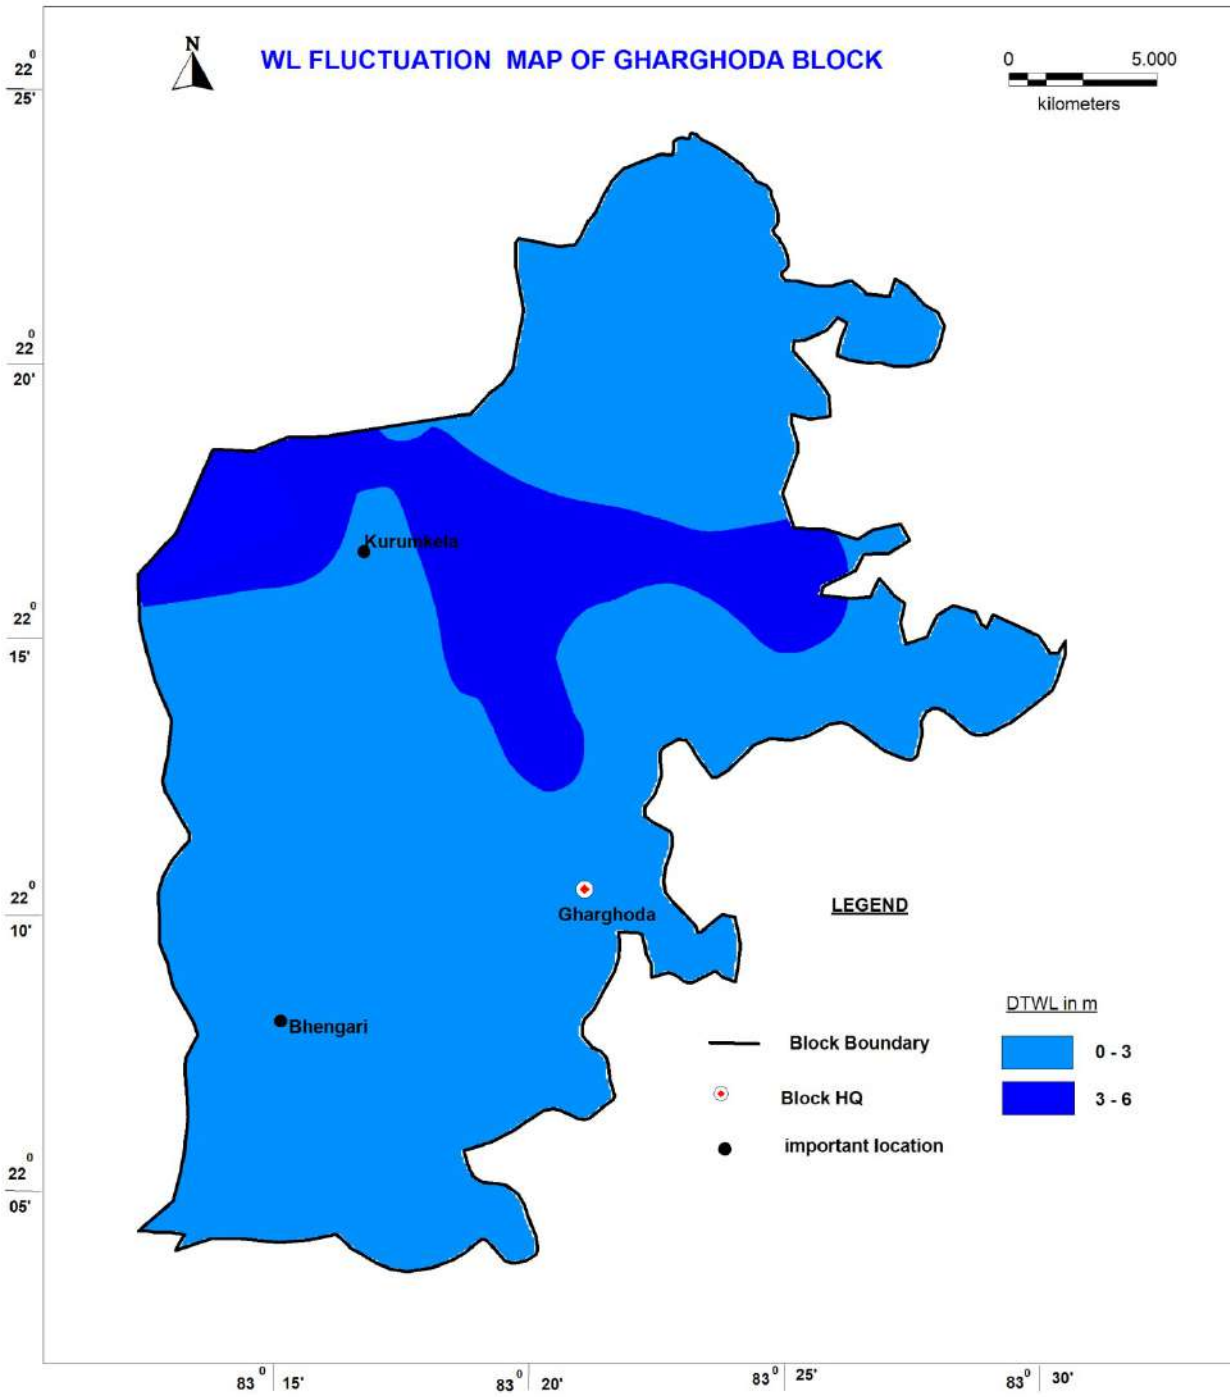 N
WL FLUCTUATION MAP OF GHARGHODA BLOCK
0 5.000
kilometers
22⁰
25'
22⁰
20'
Kurumkela
22⁰
15'
22⁰
10'
Gharghoda
LEGEND
DTWL in m
Bhengari
Block Boundary
0 - 3
Block HQ
3 - 6
important location
22⁰
05'
83⁰ 15'
83⁰ 20'
83⁰ 25'
83⁰ 30'